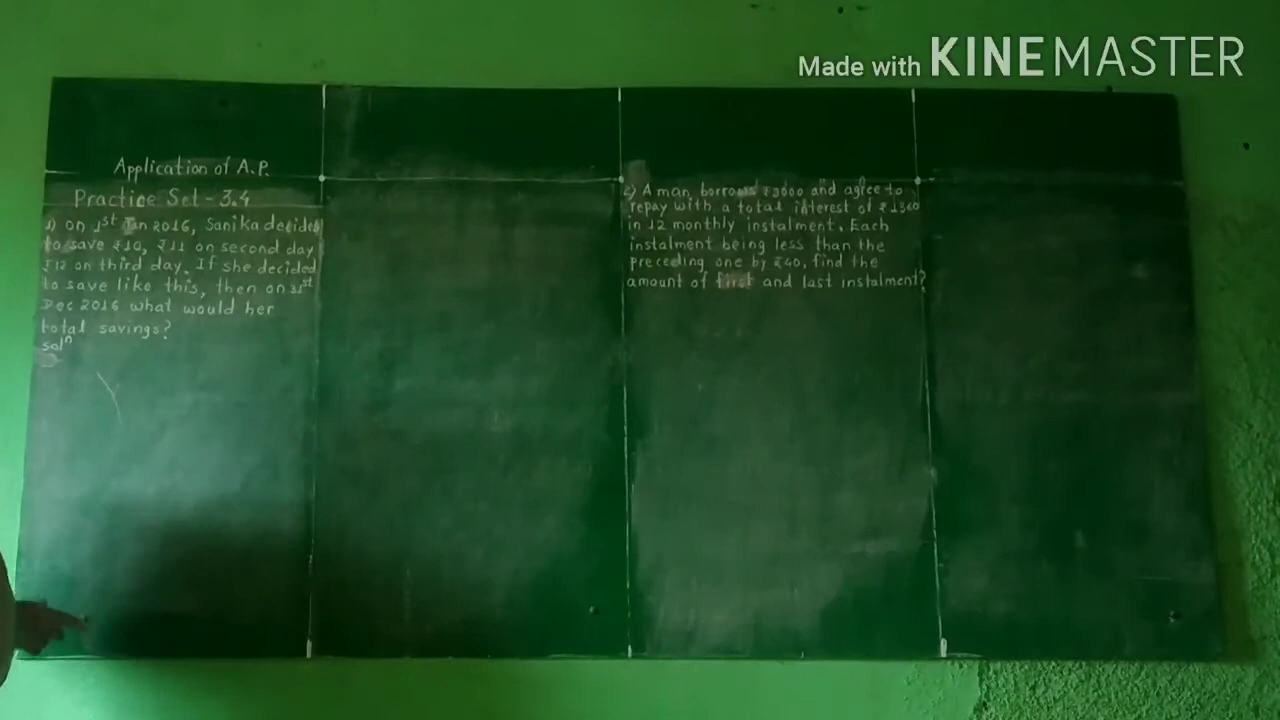 Made with KINEMASTER
Application of A.P.
Practice Set - 3.4
1) On 1st Jan 2016, Sanika decides
to save ₹10, ₹11 on second day
₹12 on third day. If she decided
to save like this, then on 31st
Dec 2016 what would her
total savings?
soln
2) A man borrows ₹3600 and agree to
repay with a total interest of ₹1360
in 12 monthly instalment. Each
instalment being less than the
preceding one by ₹40, find the
amount of first and last instalment?